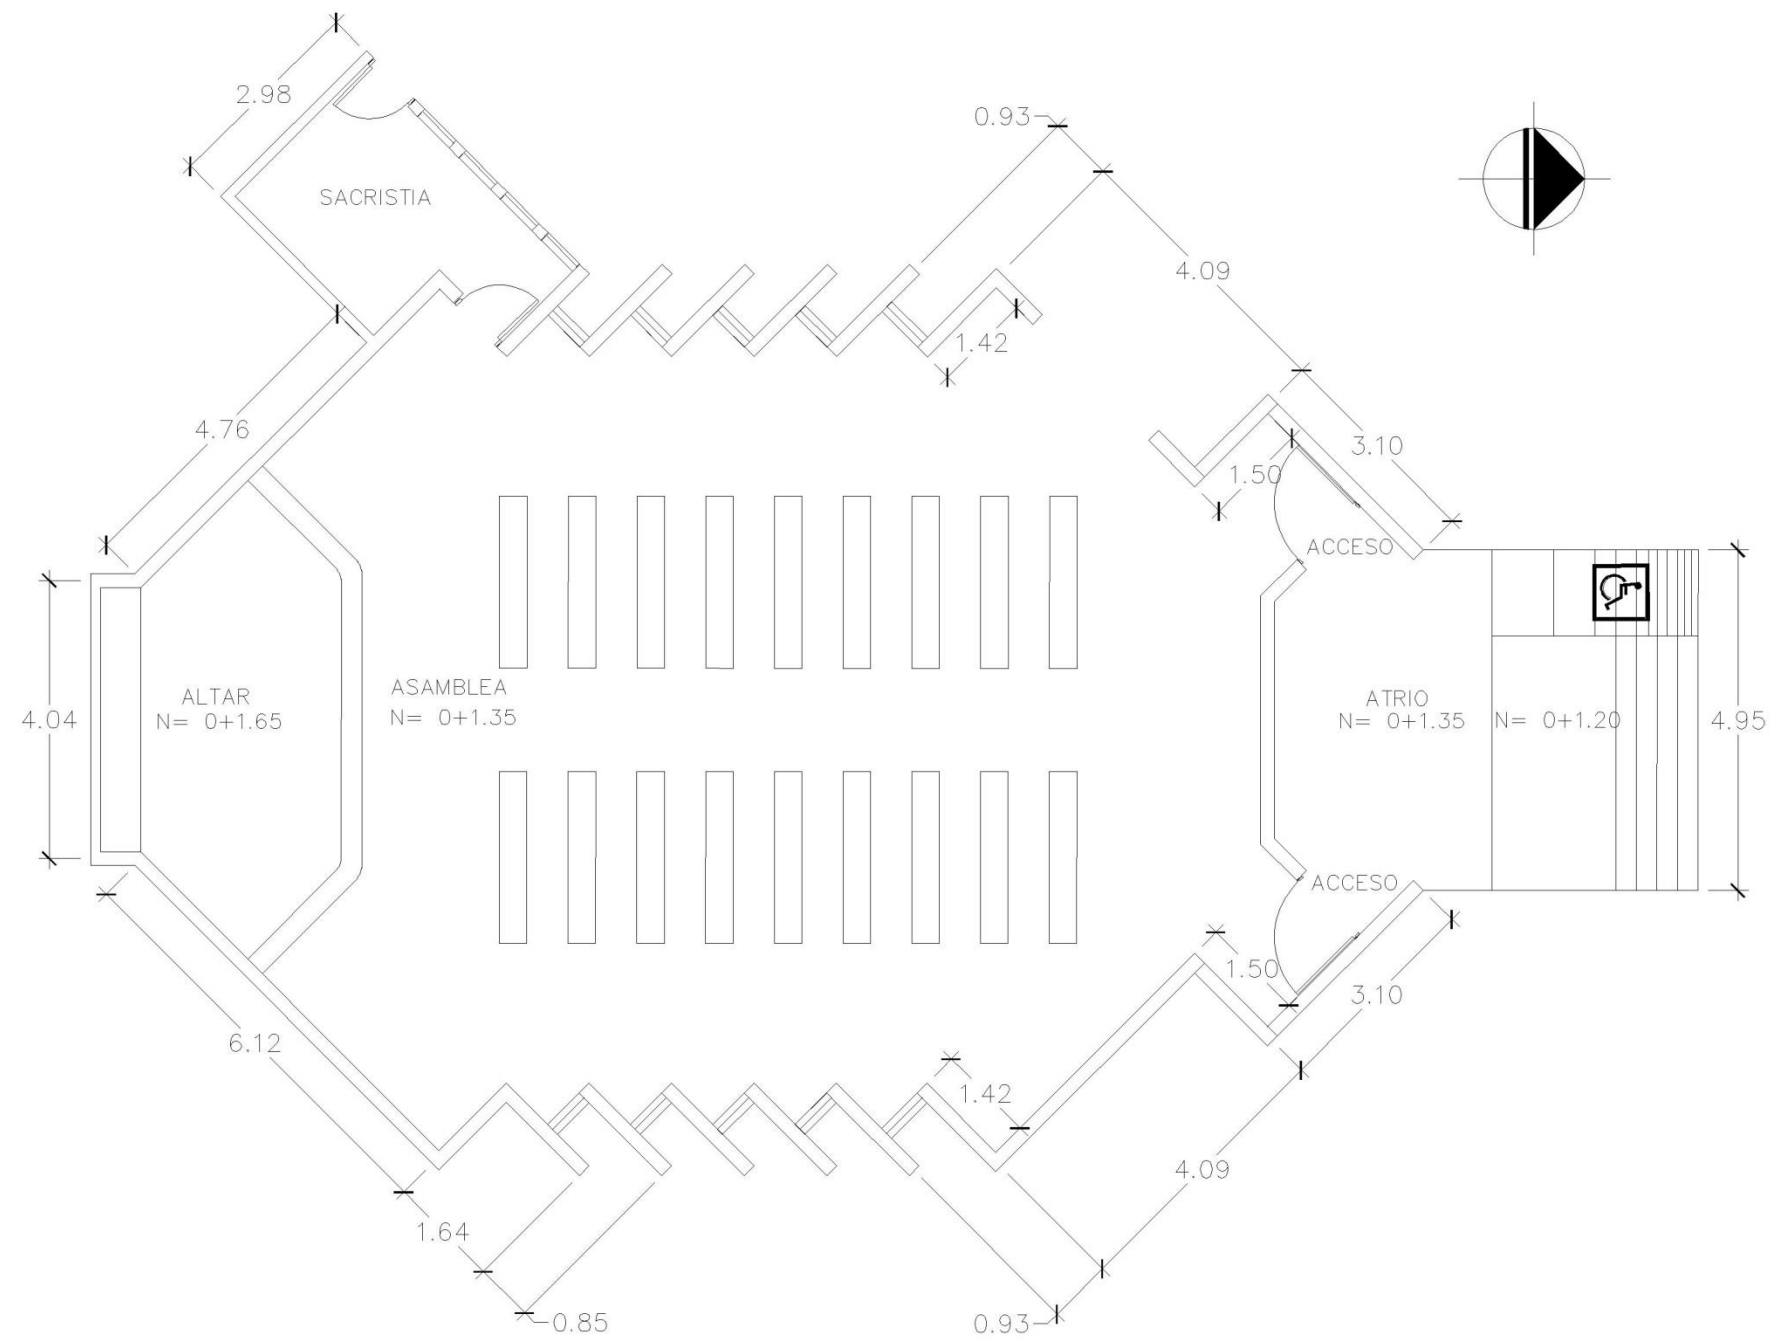 2.98
0.93
SACRISTIA
4.09
1.42
4.76
3.10
1.50
ACCESO
ALTAR
N= 0+1.65
ASAMBLEA
N= 0+1.35
ATRIO
N= 0+1.35
N= 0+1.20
4.04
4.95
ACCESO
1.50
3.10
6.12
1.42
4.09
1.64
0.85
0.93